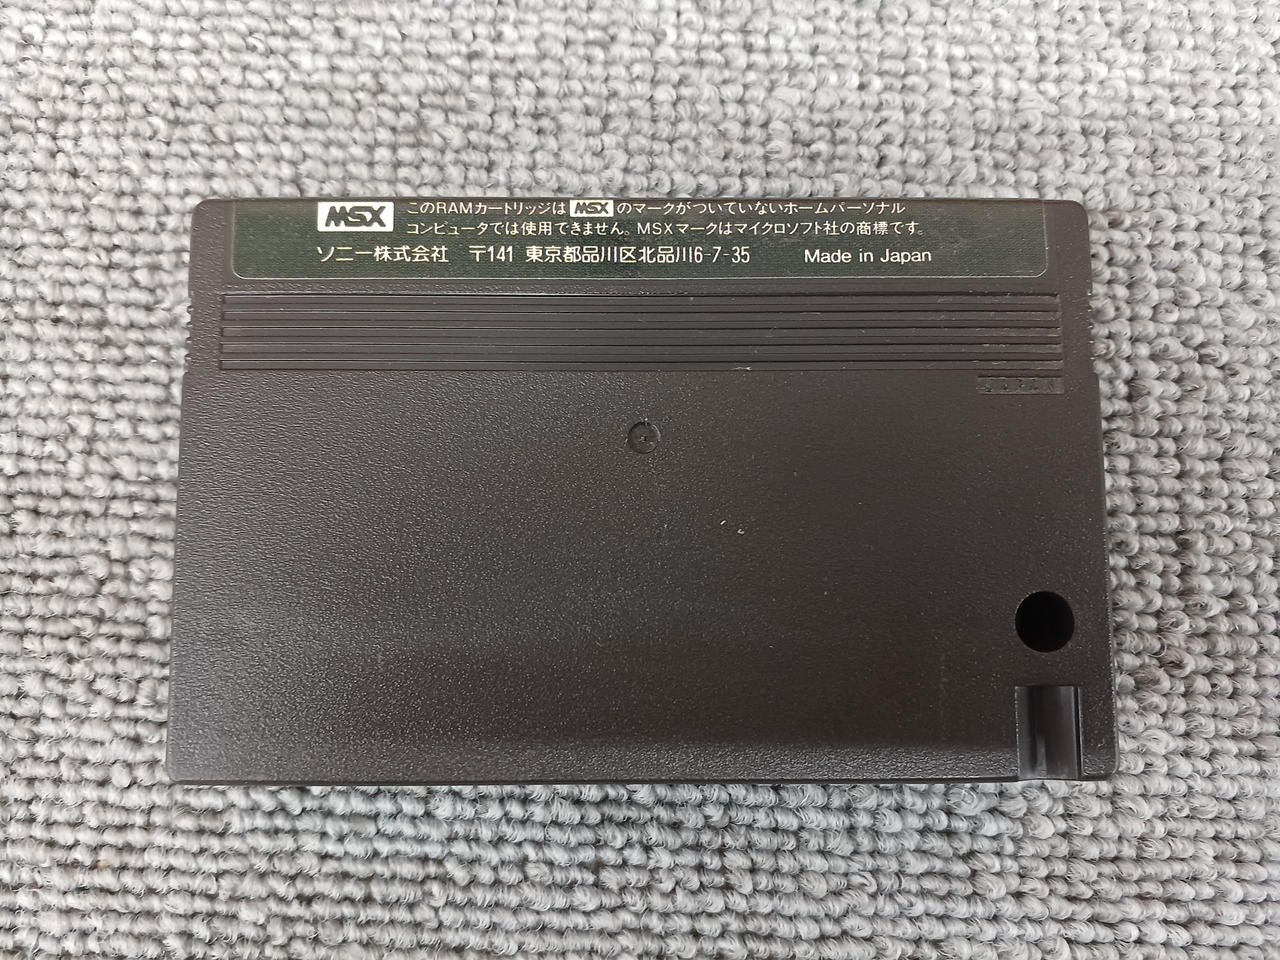 MSX このRAMカートリッジは MSX のマークがついていないホームパーソナル
コンピュータでは使用できません。MSXマークはマイクロソフト社の商標です。
ソニー株式会社 〒141 東京都品川区北品川6-7-35 Made in Japan
JAPAN